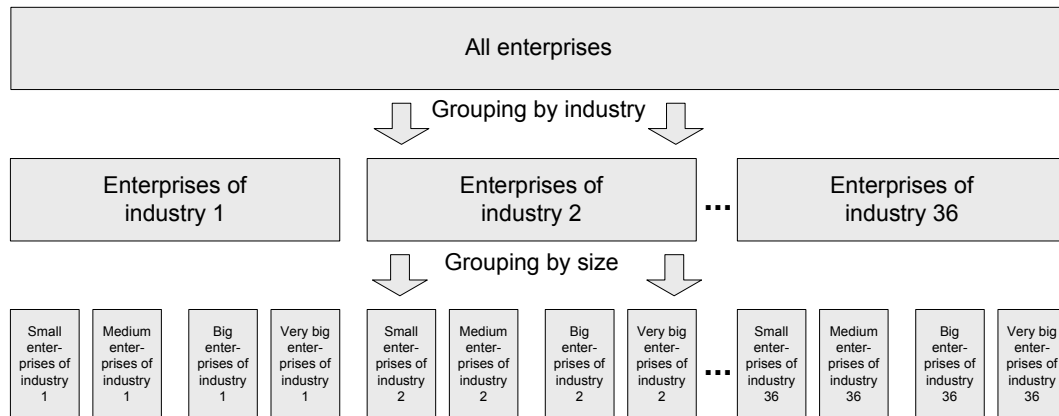 All enterprises
Grouping by industry
Enterprises of
industry 1
Enterprises of
industry 2
...
Enterprises of
industry 36
Grouping by size
Small
enter-
prises of
industry
1
Medium
enter-
prises of
industry
1
Big
enter-
prises of
industry
1
Very big
enter-
prises of
industry
1
Small
enter-
prises of
industry
2
Medium
enter-
prises of
industry
2
Big
enter-
prises of
industry
2
Very big
enter-
prises of
industry
2
...
Small
enter-
prises of
industry
36
Medium
enter-
prises of
industry
36
Big
enter-
prises of
industry
36
Very big
enter-
prises of
industry
36